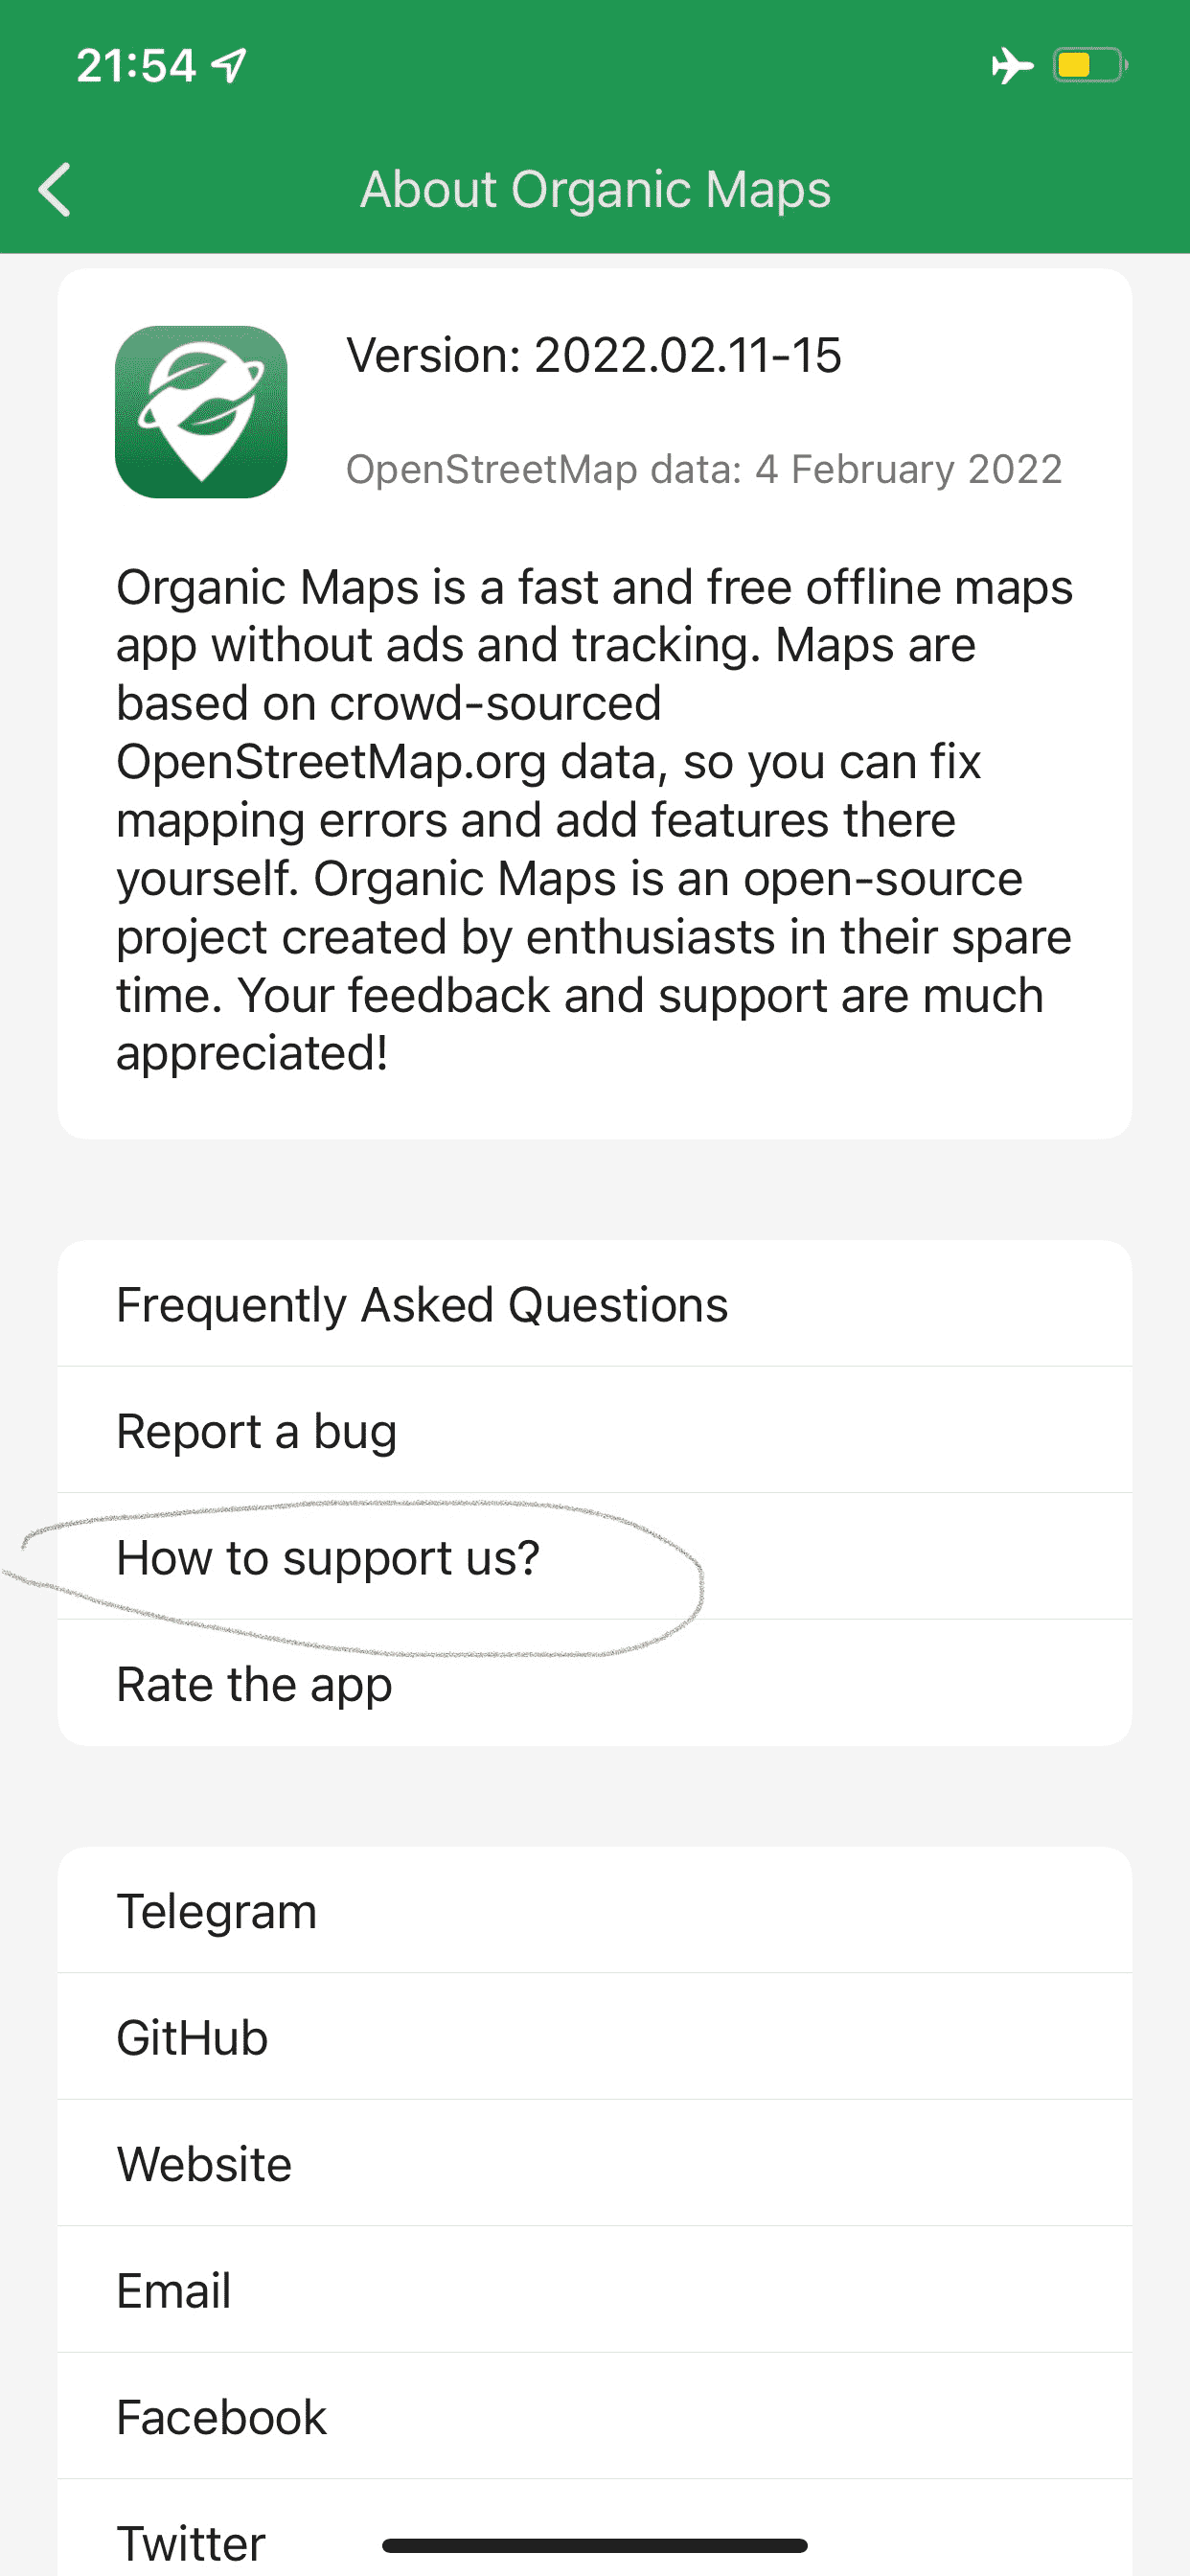 21:54
About Organic Maps
Version: 2022.02.11-15
OpenStreetMap data: 4 February 2022
Organic Maps is a fast and free offline maps
app without ads and tracking. Maps are
based on crowd-sourced
OpenStreetMap.org data, so you can fix
mapping errors and add features there
yourself. Organic Maps is an open-source
project created by enthusiasts in their spare
time. Your feedback and support are much
appreciated!
Frequently Asked Questions
Report a bug
How to support us?
Rate the app
Telegram
GitHub
Website
Email
Facebook
Twitter